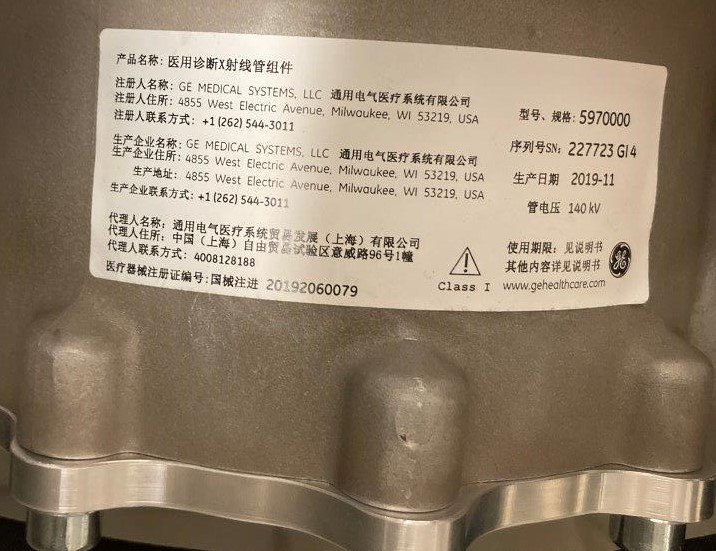 产品名称: 医用诊断X射线管组件
注册人名称: GE MEDICAL SYSTEMS, LLC 通用电气医疗系统有限公司
注册人住所: 4855 West Electric Avenue, Milwaukee, WI 53219, USA
注册人联系方式: +1 (262) 544-3011
生产企业名称: GE MEDICAL SYSTEMS, LLC 通用电气医疗系统有限公司
生产企业住所: 4855 West Electric Avenue, Milwaukee, WI 53219, USA
生产地址: 4855 West Electric Avenue, Milwaukee, WI 53219, USA
生产企业联系方式: +1 (262) 544-3011
代理人名称: 通用电气医疗系统贸易发展(上海)有限公司
代理人住所: 中国(上海)自由贸易试验区意威路96号1幢
代理人联系方式: 4008128188
医疗器械注册证编号: 国械注进 20192060079
型号、规格: 5970000
序列号SN: 227723 GI 4
生产日期 2019-11
管电压 140 kV
使用期限: 见说明书
其他内容详见说明书
Class I www.gehealthcare.com
GE